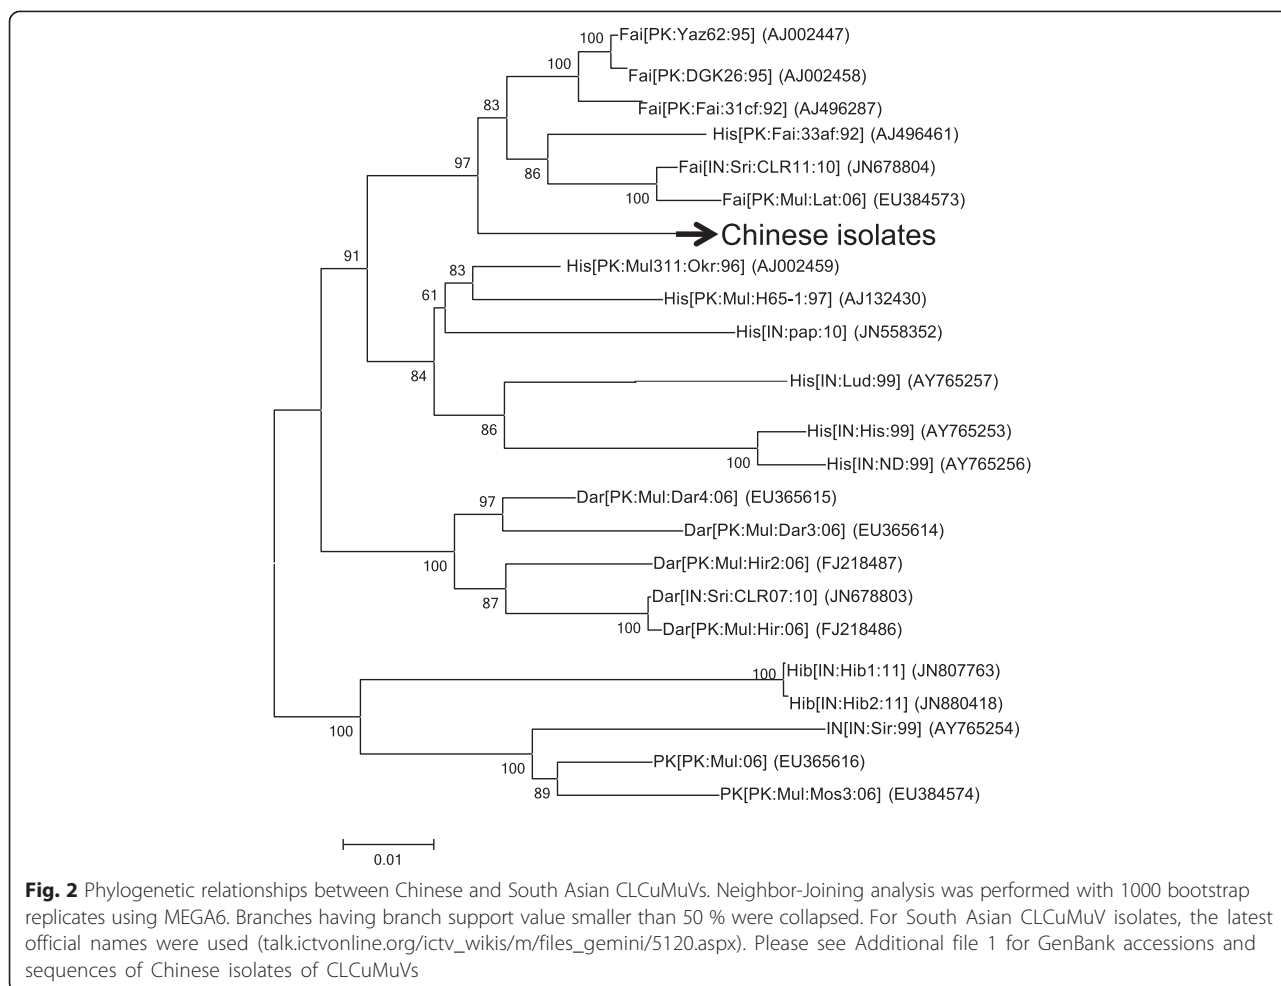 100
Fai[PK:Yaz62:95] (AJ002447)
100
Fai[PK:DGK26:95] (AJ002458)
83
Fai[PK:Fai:31cf:92] (AJ496287)
His[PK:Fai:33af:92] (AJ496461)
97
86
Fai[IN:Sri:CLR11:10] (JN678804)
100
Fai[PK:Mul:Lat:06] (EU384573)
Chinese isolates
91
83
His[PK:Mul311:Okr:96] (AJ002459)
61
His[PK:Mul:H65-1:97] (AJ132430)
His[IN:pap:10] (JN558352)
84
His[IN:Lud:99] (AY765257)
86
His[IN:His:99] (AY765253)
100
His[IN:ND:99] (AY765256)
97
Dar[PK:Mul:Dar4:06] (EU365615)
Dar[PK:Mul:Dar3:06] (EU365614)
100
Dar[PK:Mul:Hir2:06] (FJ218487)
87
Dar[IN:Sri:CLR07:10] (JN678803)
100
Dar[PK:Mul:Hir:06] (FJ218486)
100
Hib[IN:Hib1:11] (JN807763)
Hib[IN:Hib2:11] (JN880418)
100
IN[IN:Sir:99] (AY765254)
100
PK[PK:Mul:06] (EU365616)
89
PK[PK:Mul:Mos3:06] (EU384574)
0.01
Fig. 2 Phylogenetic relationships between Chinese and South Asian CLCuMuVs. Neighbor-Joining analysis was performed with 1000 bootstrap
replicates using MEGA6. Branches having branch support value smaller than 50 % were collapsed. For South Asian CLCuMuV isolates, the latest
official names were used (talk.ictvonline.org/ictv_wikis/m/files_gemini/5120.aspx). Please see Additional file 1 for GenBank accessions and
sequences of Chinese isolates of CLCuMuVs